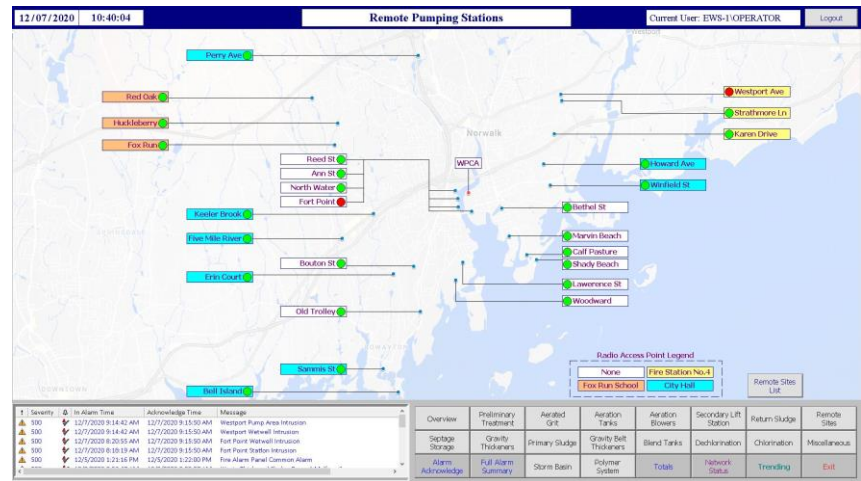 12/07/2020 10:40:04 Remote Pumping Stations Current User: EWS-1\OPERATOR Logout
Westport
Perry Ave
Westport Ave
Red Oak
Strathmore Ln
Huckleberry
Karen Drive
Norwalk
Fox Run
Reed St
WPCA
Howard Ave
Ann St
North Water
Winfield St
Fort Point
Bethel St
Keeler Brook
Five Mile River
Marvin Beach
Calf Pasture
Bouton St
Shady Beach
Erin Court
Lawerence St
Woodward
Old Trolley
ROWAYTON
Radio Access Point Legend
None Fire Station No.4
Fox Run School City Hall
Sammis St
Remote Sites
List
DOWNTOWN
Bell Island
! Severity In Alarm Time Acknowledge Time Message
500 12/7/2020 9:14:42 AM 12/7/2020 9:15:50 AM Westport Pump Area Intrusion
500 12/7/2020 9:14:42 AM 12/7/2020 9:15:50 AM Westport Wetwell Intrusion
500 12/7/2020 8:20:55 AM 12/7/2020 9:15:50 AM Fort Point Wetwell Intrusion
500 12/7/2020 8:18:19 AM 12/7/2020 9:15:50 AM Fort Point Station Intrusion
500 12/5/2020 1:21:16 PM 12/5/2020 1:22:00 PM Fire Alarm Panel Common Alarm
Overview Preliminary Treatment Aerated Grit Aeration Tanks Aeration Blowers Secondary Lift Station Return Sludge Remote Sites
Septage Storage Gravity Thickeners Primary Sludge Gravity Belt Thickeners Blend Tanks Dechlorination Chlorination Miscellaneous
Alarm Acknowledge Full Alarm Summary Storm Basin Polymer System Totals Network Status Trending Exit